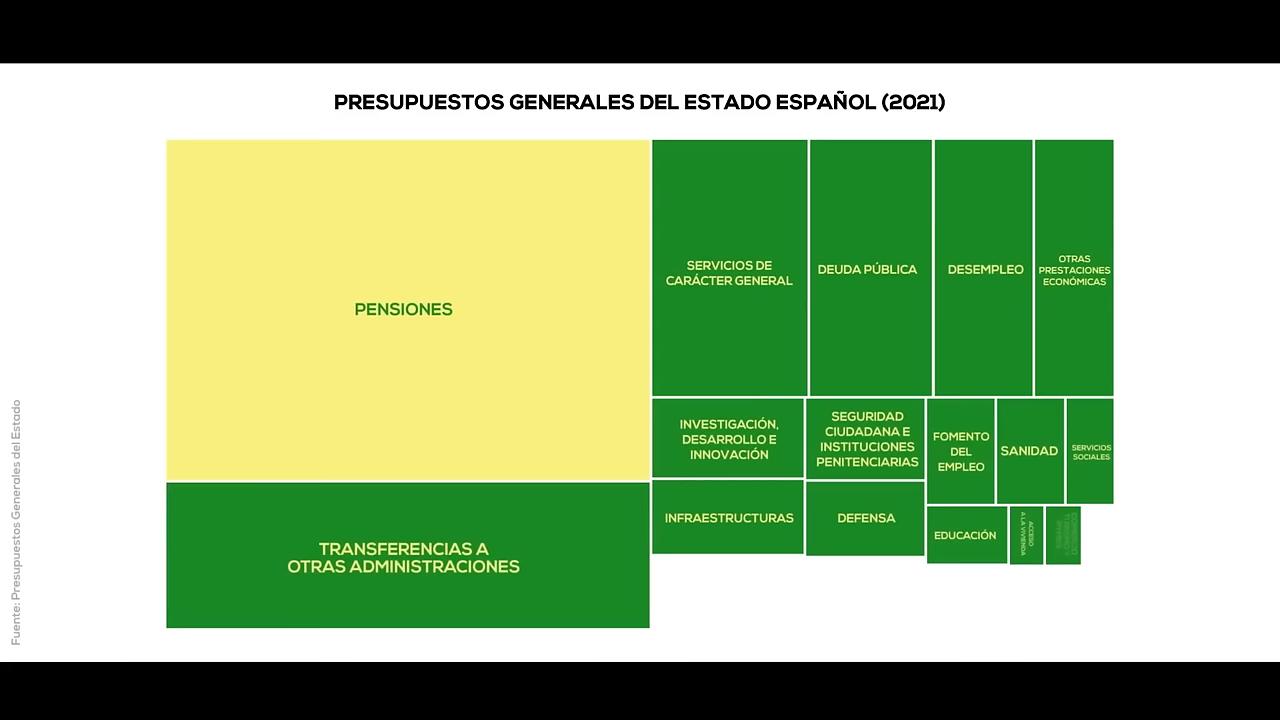 PRESUPUESTOS GENERALES DEL ESTADO ESPAÑOL (2021)
PENSIONES
TRANSFERENCIAS A
OTRAS ADMINISTRACIONES
SERVICIOS DE
CARÁCTER GENERAL
DEUDA PÚBLICA
DESEMPLEO
OTRAS
PRESTACIONES
ECONÓMICAS
INVESTIGACIÓN,
DESARROLLO E
INNOVACIÓN
SEGURIDAD
CIUDADANA E
INSTITUCIONES
PENITENCIARIAS
FOMENTO
DEL
EMPLEO
SANIDAD
SERVICIOS
SOCIALES
INFRAESTRUCTURAS
DEFENSA
EDUCACIÓN
ACCESO
A LA VIVIENDA
Fuente: Presupuestos Generales del Estado